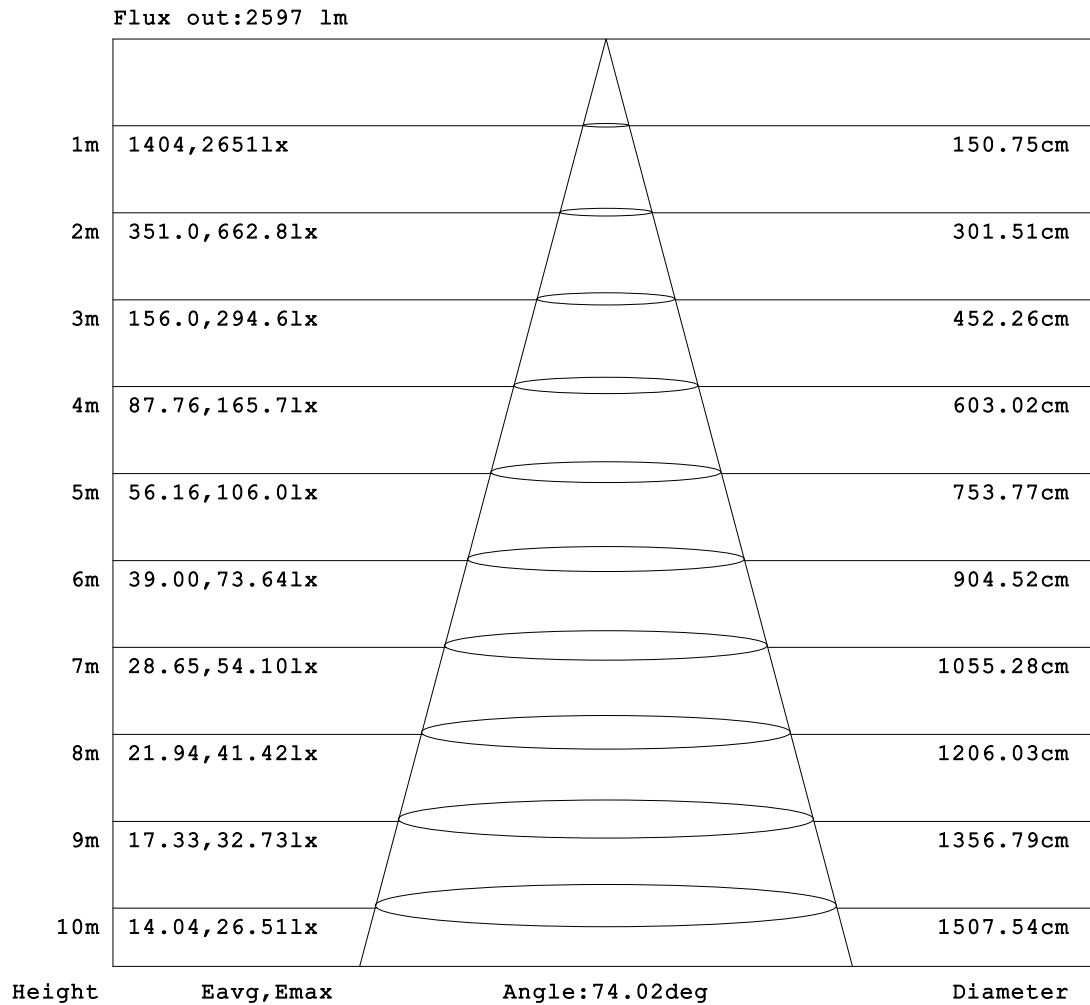 Flux out:2597 lm
1m 1404,2651lx 150.75cm
2m 351.0,662.8lx 301.51cm
3m 156.0,294.6lx 452.26cm
4m 87.76,165.7lx 603.02cm
5m 56.16,106.0lx 753.77cm
6m 39.00,73.64lx 904.52cm
7m 28.65,54.10lx 1055.28cm
8m 21.94,41.42lx 1206.03cm
9m 17.33,32.73lx 1356.79cm
10m 14.04,26.51lx 1507.54cm
Height Eavg,Emax Angle:74.02deg Diameter